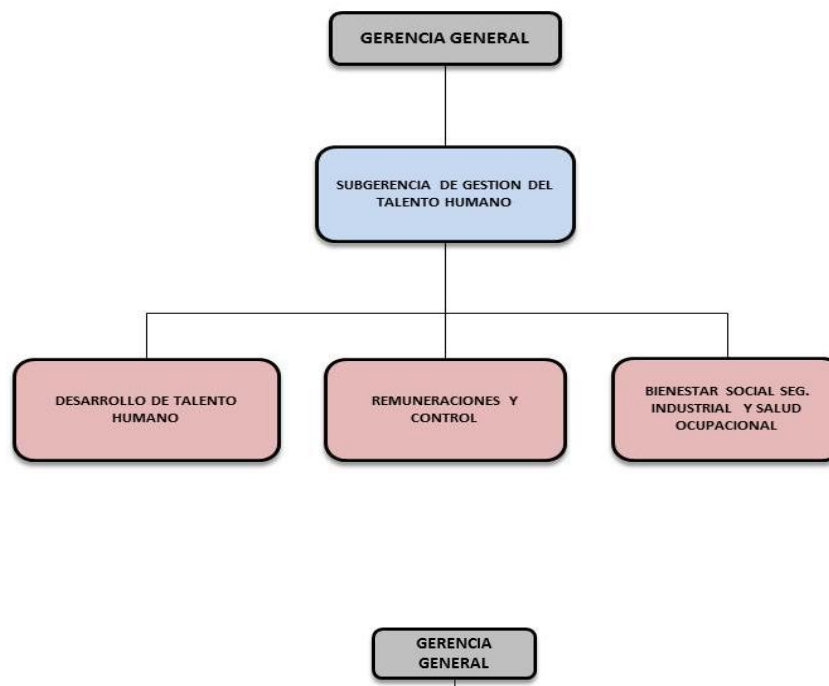 GERENCIA GENERAL
SUBGERENCIA DE GESTION DEL
TALENTO HUMANO
DESARROLLO DE TALENTO
HUMANO
REMUNERACIONES Y
CONTROL
BIENESTAR SOCIAL SEG.
INDUSTRIAL Y SALUD
OCUPACIONAL
GERENCIA
GENERAL